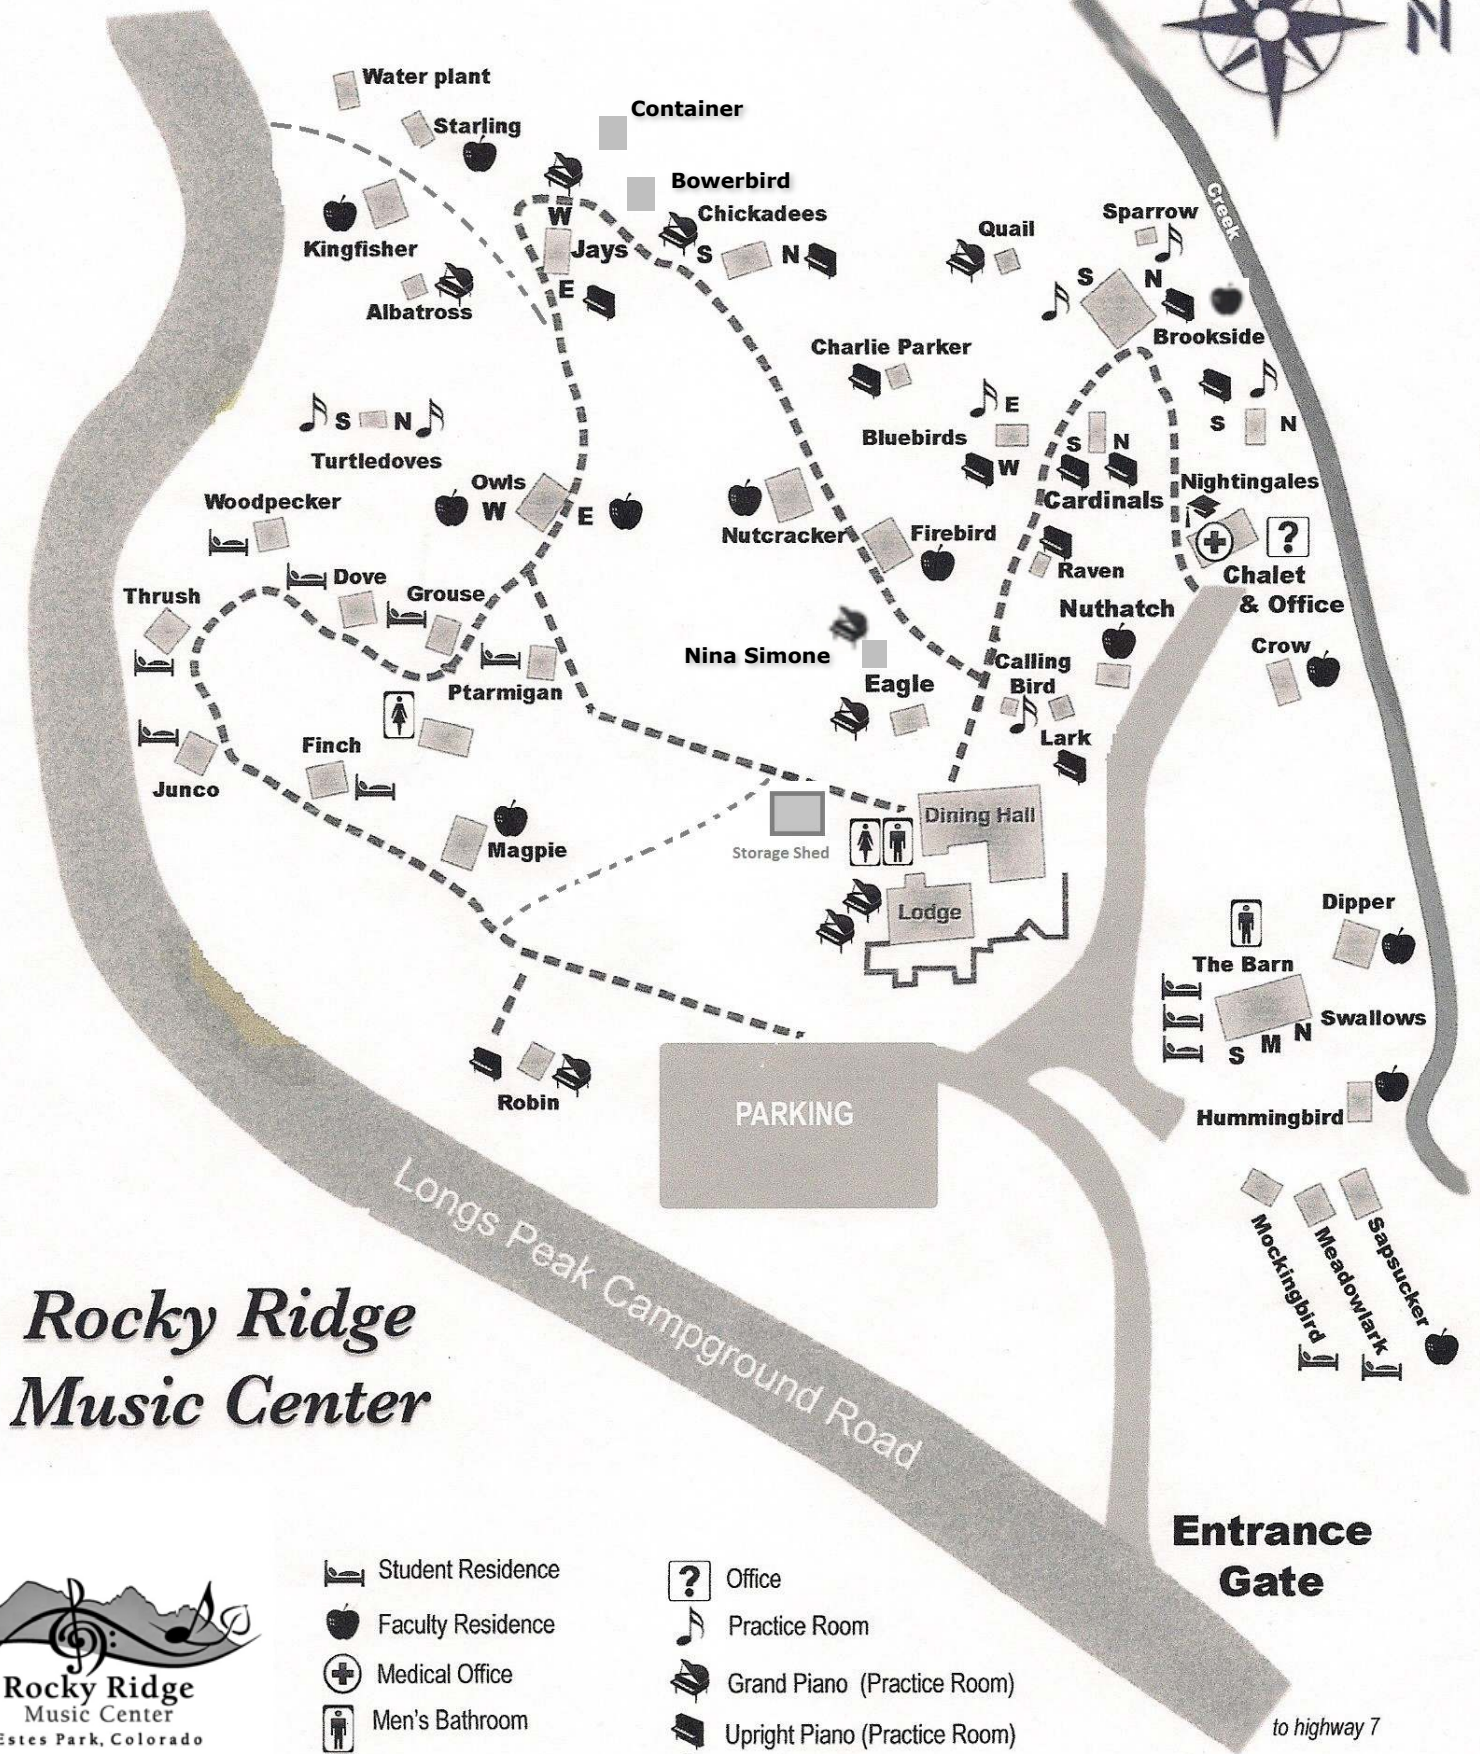 N
Water plant
Container
Starling
Creek
Bowerbird
W
Chickadees
Sparrow
Quail
Kingfisher
Jays
S
N
S
N
E
Albatross
Brookside
Charlie Parker
E
S
N
Bluebirds
S
N
S
N
Turtledoves
W
Owls
W
E
Nightingales
Woodpecker
Cardinals
Nutcracker
Firebird
?
Raven
Chalet
& Office
Dove
Thrush
Grouse
Nuthatch
Crow
Nina Simone
Calling
Bird
Eagle
Ptarmigan
Lark
Finch
Junco
Dining Hall
Magpie
Storage Shed
Lodge
Dipper
The Barn
Swallows
S
M
N
Robin
PARKING
Hummingbird
Longs Peak Campground Road
Mockingbird
Meadowlark
Sapsucker
Rocky Ridge
Music Center
Entrance
Gate
Student Residence
Faculty Residence
Medical Office
Men's Bathroom
? Office
Practice Room
Grand Piano (Practice Room)
Upright Piano (Practice Room)
Rocky Ridge
Music Center
Estes Park, Colorado
to highway 7